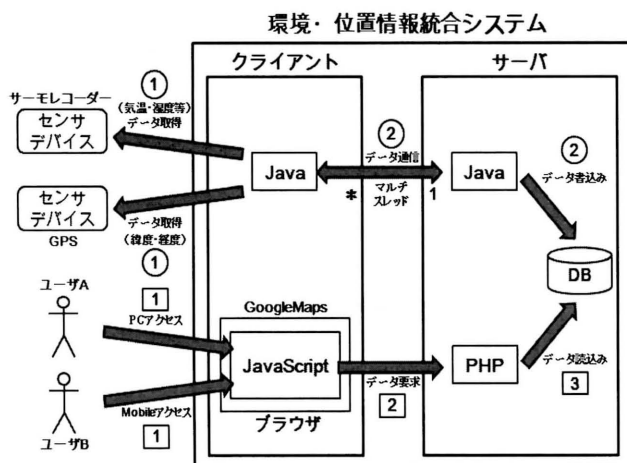 環境・位置情報統合システム
クライアント
サーバ
サーモレコーダー
センサ
デバイス
①
(気温・湿度等)
データ取得
Java
②
データ通信
マルチ
スレッド
*
1
Java
②
データ書込み
DB
センサ
デバイス
GPS
データ取得
(緯度・経度)
①
ユーザA
1
PCアクセス
GoogleMaps
JavaScript
ブラウザ
データ要求
2
PHP
データ読込み
3
Mobileアクセス
1
ユーザB